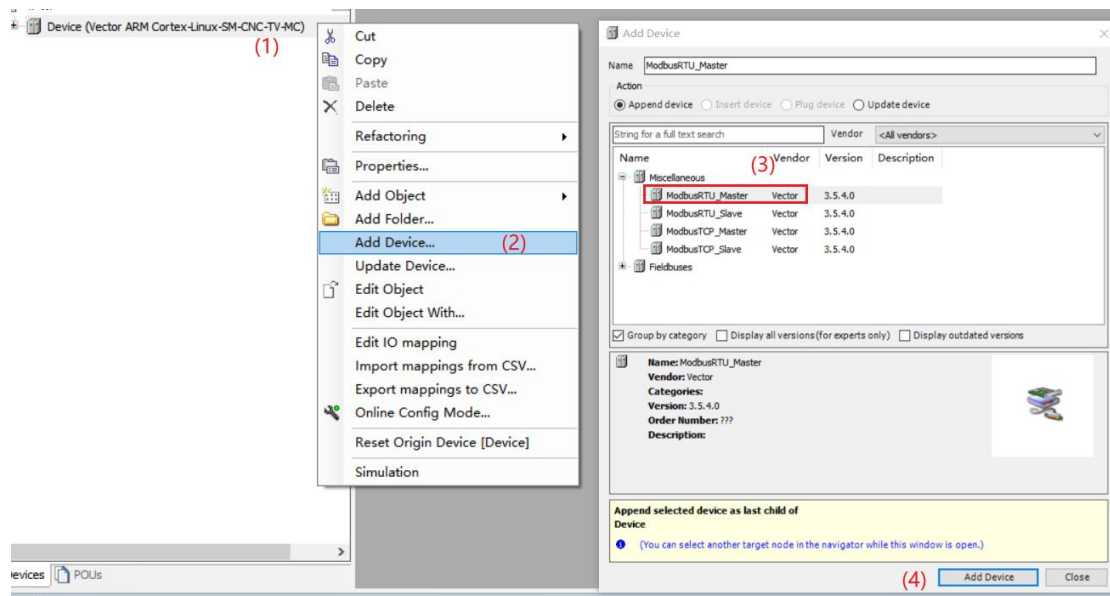 Device (Vector ARM Cortex-Linux-SM-CNC-TV-MC)
(1)
Cut
Copy
Paste
Delete
Refactoring
Properties...
Add Object
Add Folder...
Add Device...
(2)
Update Device...
Edit Object
Edit Object With...
Edit IO mapping
Import mappings from CSV...
Export mappings to CSV...
Online Config Mode...
Reset Origin Device [Device]
Simulation
evices
POUs
Add Device
Name ModbusRTU_Master
Action
Append device Insert device Plug device Update device
String for a full text search Vendor <All vendors>
Name Vendor Version Description
(3)
Miscellaneous
ModbusRTU_Master Vector 3.5.4.0
ModbusRTU_Slave Vector 3.5.4.0
ModbusTCP_Master Vector 3.5.4.0
ModbusTCP_Slave Vector 3.5.4.0
Fieldbuses
Group by category Display all versions (for experts only) Display outdated versions
Name: ModbusRTU_Master
Vendor: Vector
Categories:
Version: 3.5.4.0
Order Number: ???
Description:
Append selected device as last child of
Device
(You can select another target node in the navigator while this window is open.)
(4)
Add Device Close